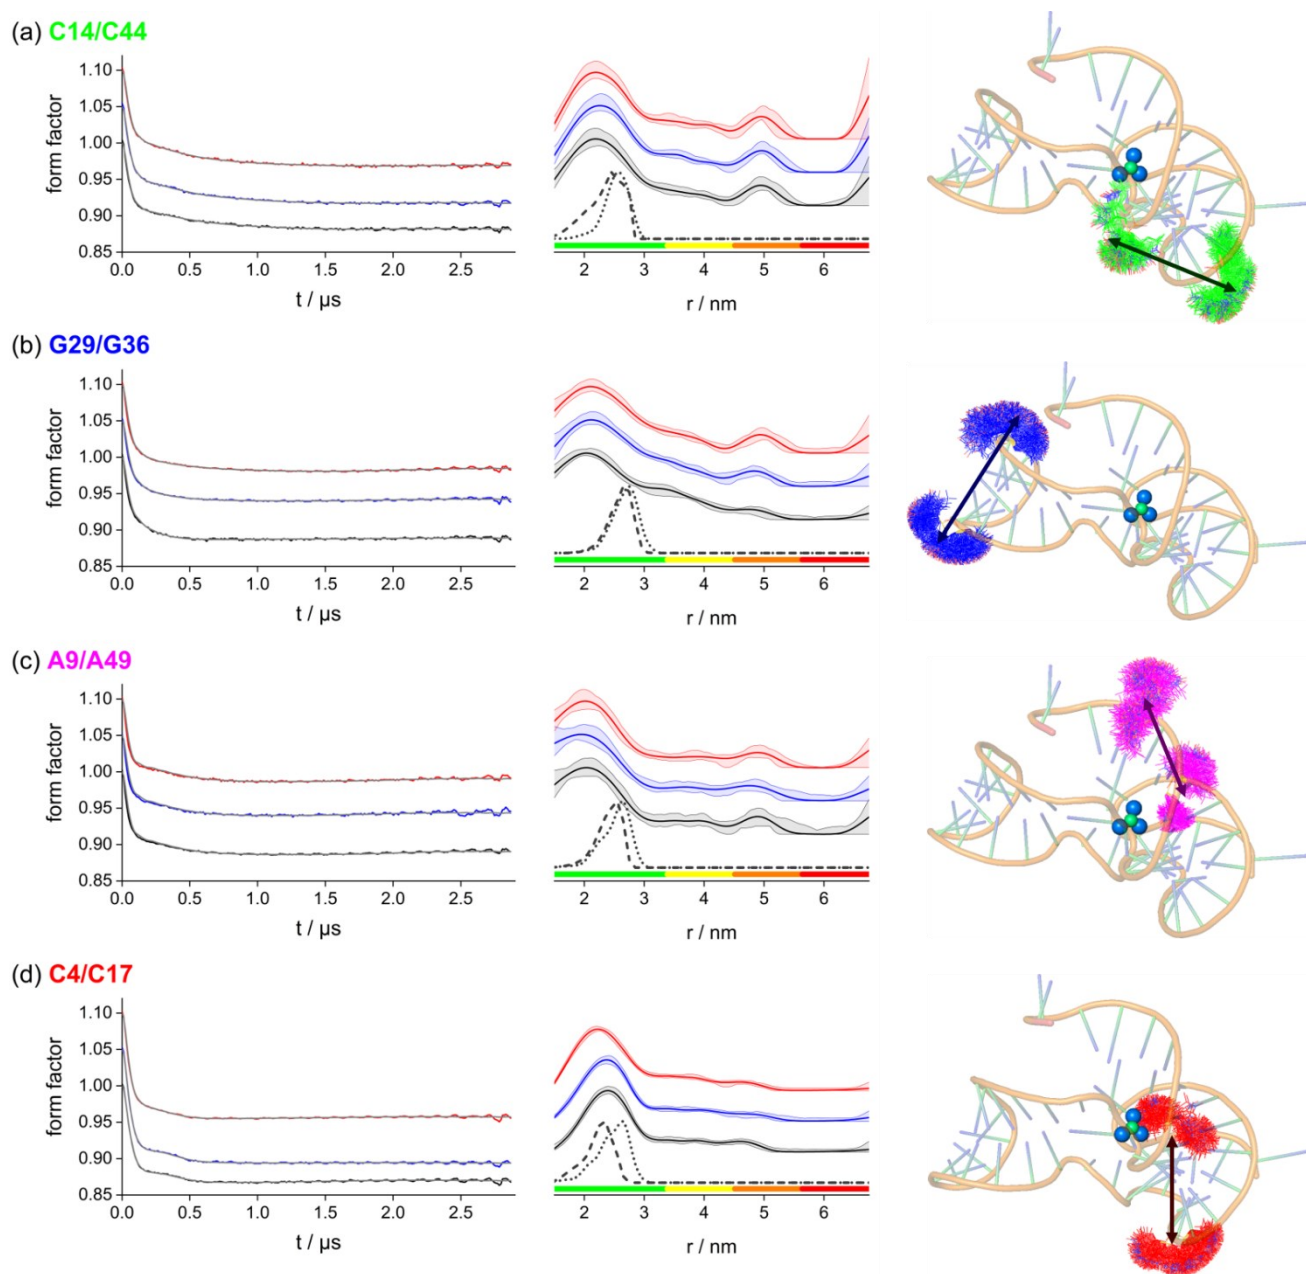 (a) C14/C44
form factor
1.10
1.05
1.00
0.95
0.90
0.85
0.0 0.5 1.0 1.5 2.0 2.5
t / μs
2 3 4 5 6
r / nm
(b) G29/G36
form factor
1.10
1.05
1.00
0.95
0.90
0.85
0.0 0.5 1.0 1.5 2.0 2.5
t / μs
2 3 4 5 6
r / nm
(c) A9/A49
form factor
1.10
1.05
1.00
0.95
0.90
0.85
0.0 0.5 1.0 1.5 2.0 2.5
t / μs
2 3 4 5 6
r / nm
(d) C4/C17
form factor
1.10
1.05
1.00
0.95
0.90
0.85
0.0 0.5 1.0 1.5 2.0 2.5
t / μs
2 3 4 5 6
r / nm